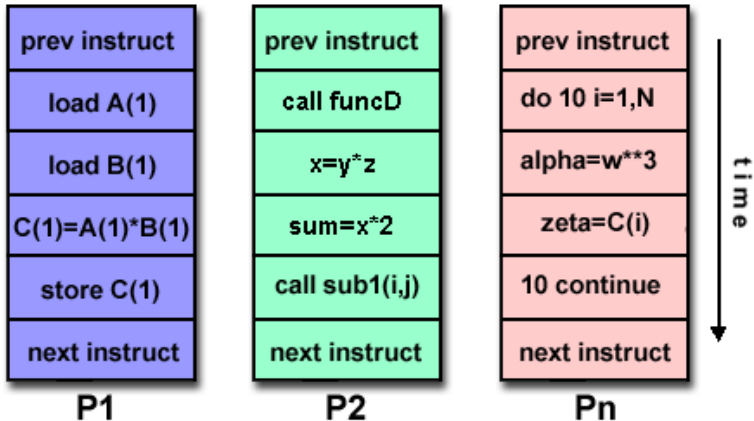 prev instruct
load A(1)
load B(1)
C(1)=A(1)*B(1)
store C(1)
next instruct
P1
prev instruct
call funcD
x=y*z
sum=x*2
call sub1(i,j)
next instruct
P2
prev instruct
do 10 i=1,N
alpha=w**3
zeta=C(i)
10 continue
next instruct
Pn
time